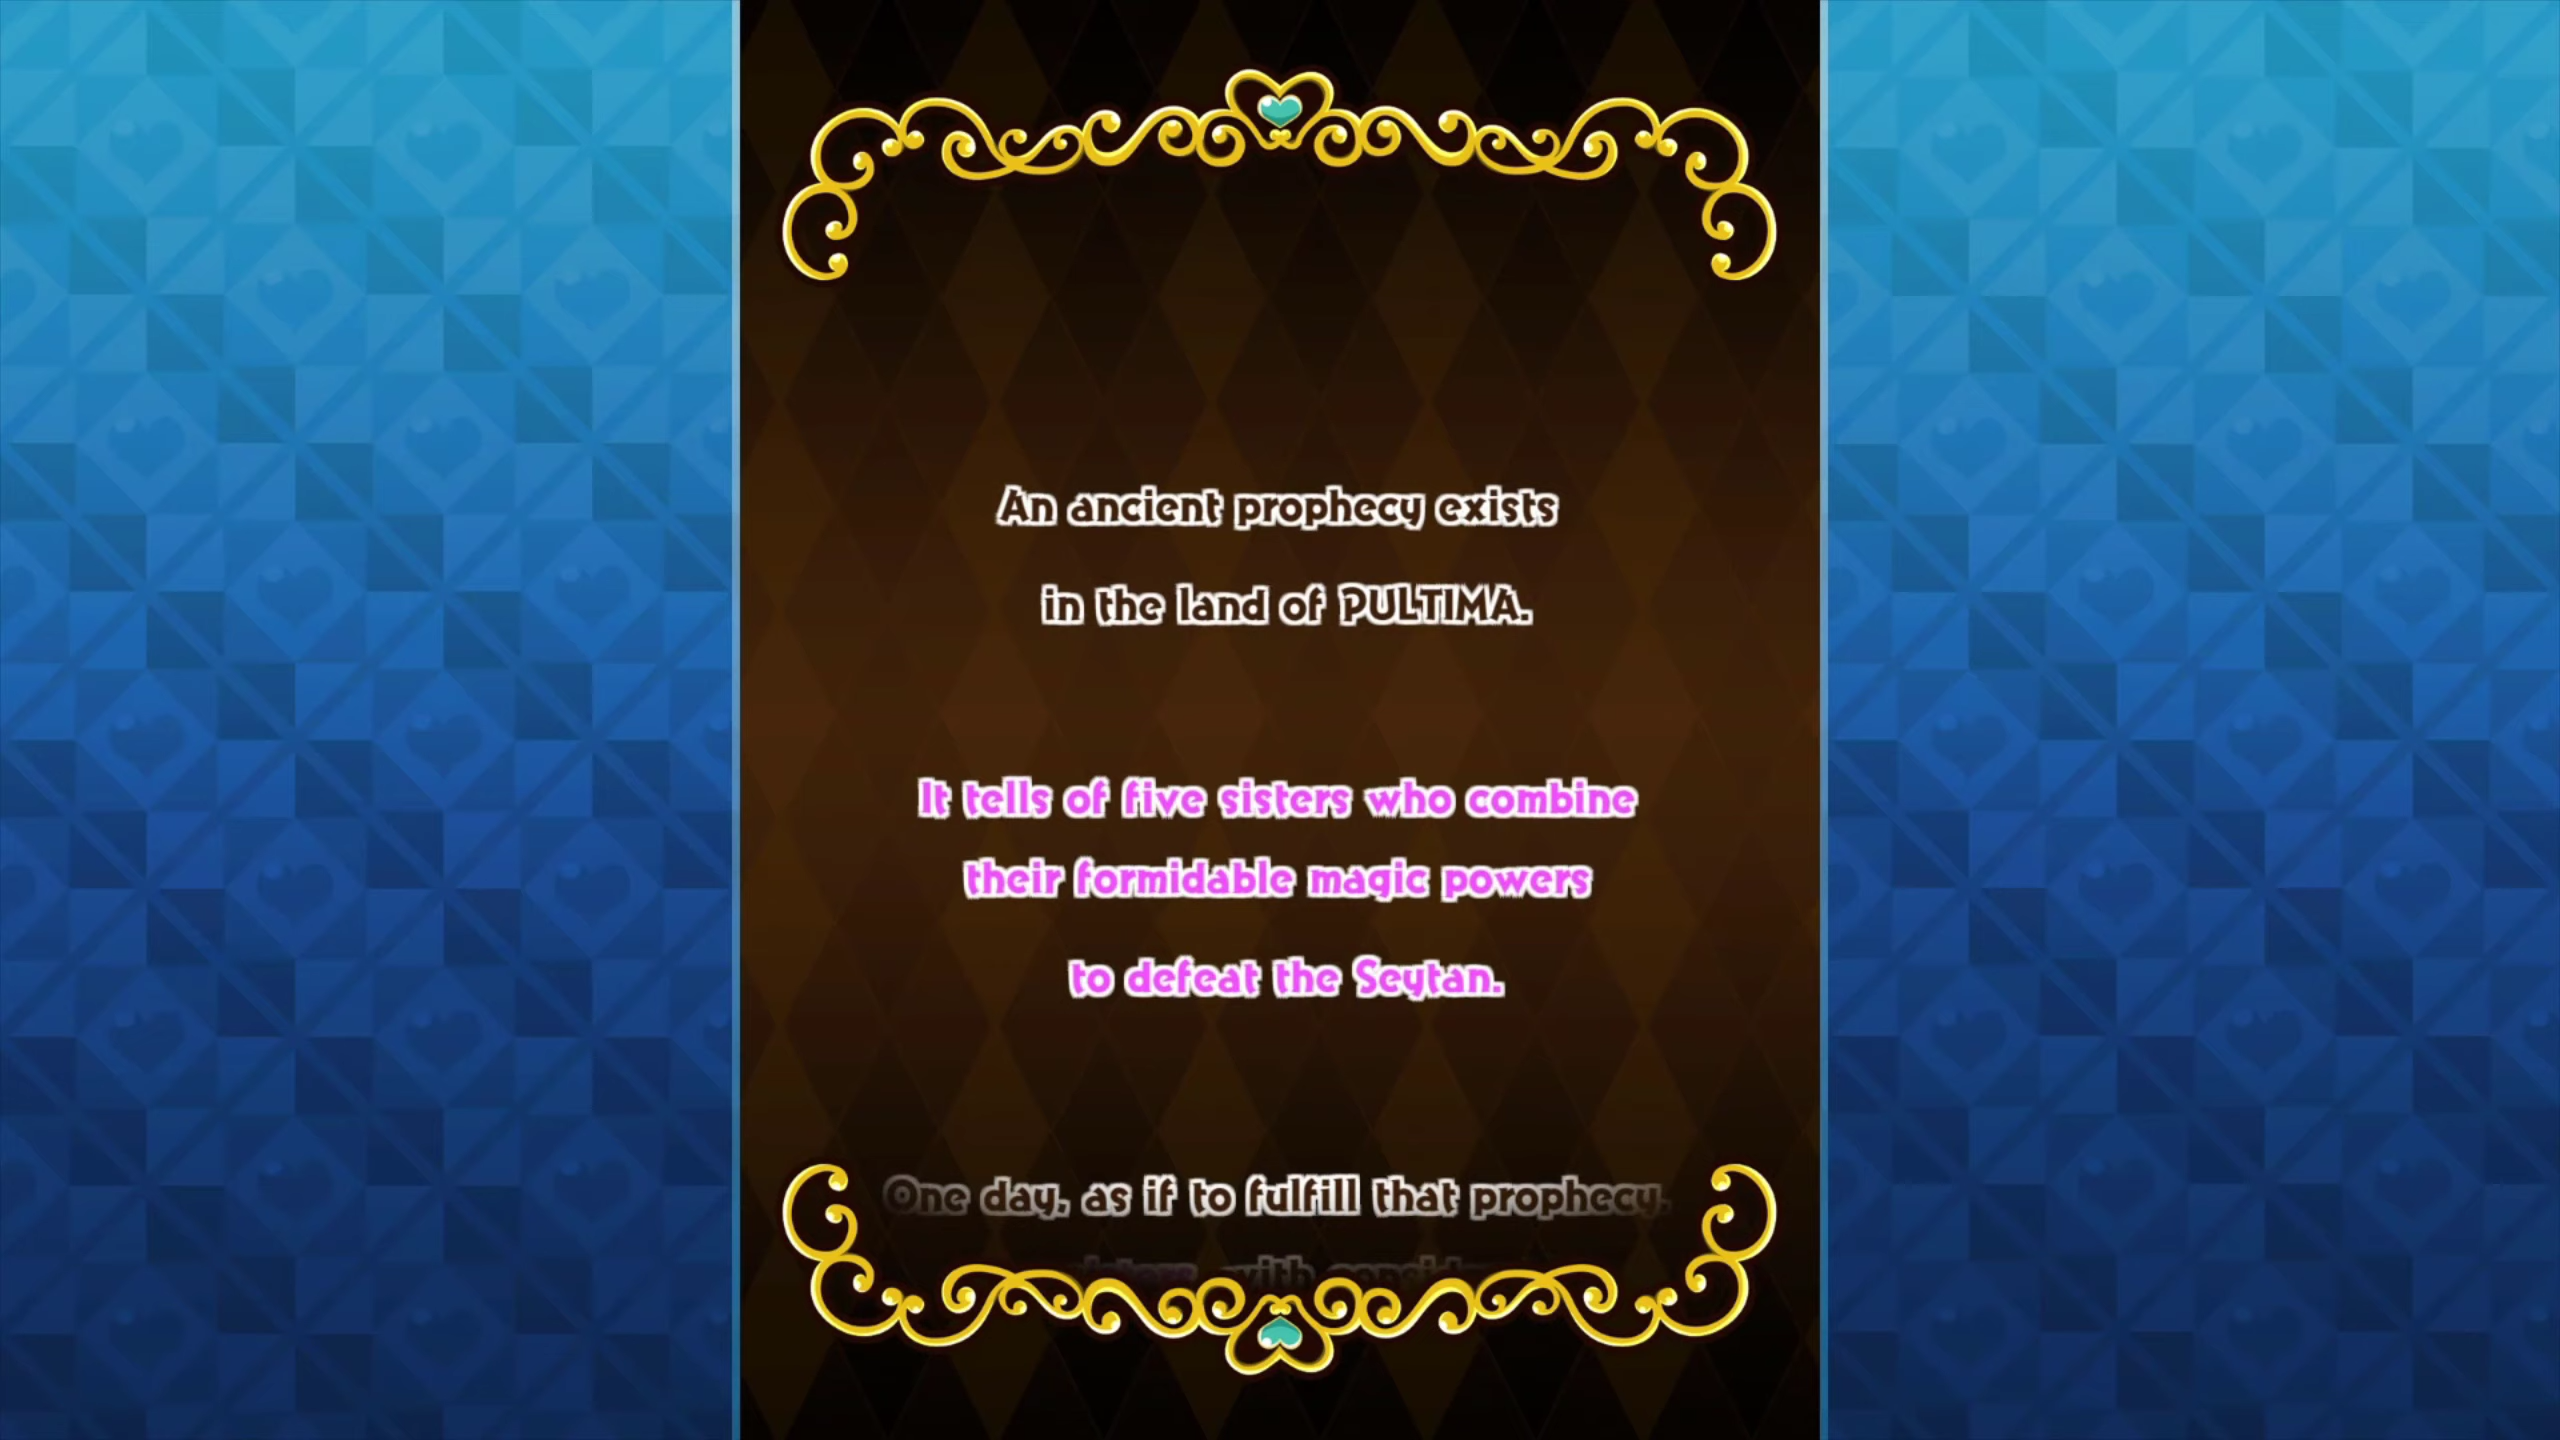 An ancient prophecy exists
in the land of PULTIMA.
It tells of five sisters who combine
their formidable magic powers
to defeat the Seytan.
One day, as if to fulfill that prophecy,
with